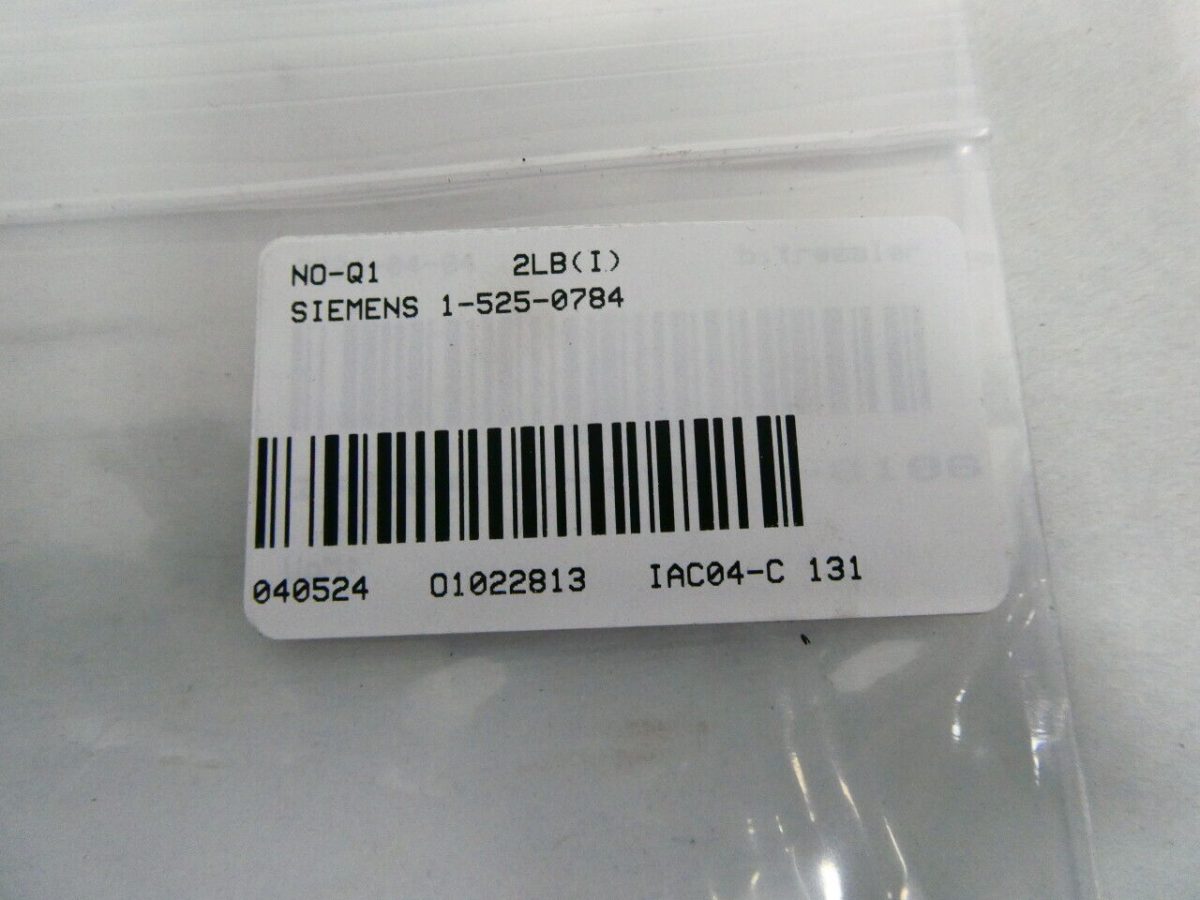 NO-Q1 2LB(I)
SIEMENS 1-525-0784
040524 01022813 IAC04-C 131